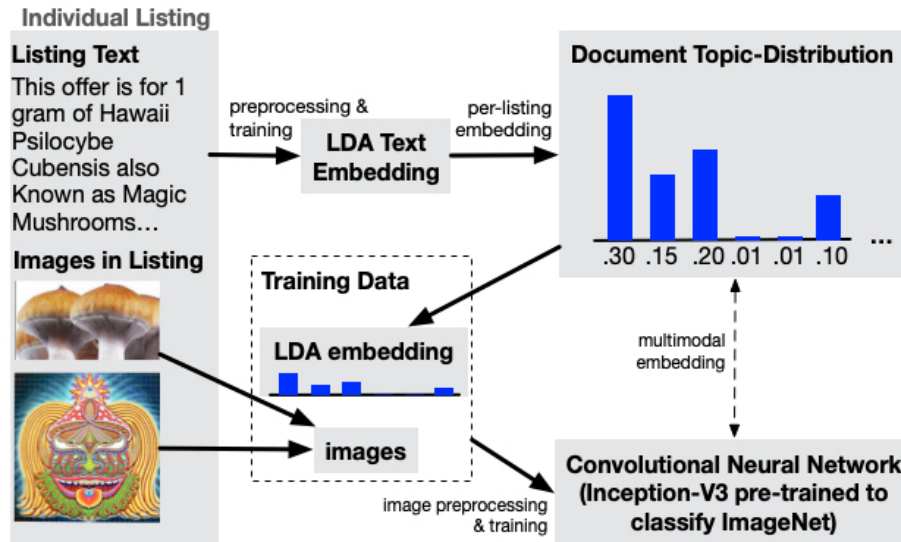 Individual Listing
Listing Text
This offer is for 1
gram of Hawaii
Psilocybe
Cubensis also
Known as Magic
Mushrooms…
Images in Listing
preprocessing &
training
LDA Text
Embedding
per-listing
embedding
Document Topic-Distribution
.30 .15 .20 .01 .01 .10 ...
Training Data
LDA embedding
images
multimodal
embedding
image preprocessing
& training
Convolutional Neural Network
(Inception-V3 pre-trained to
classify ImageNet)